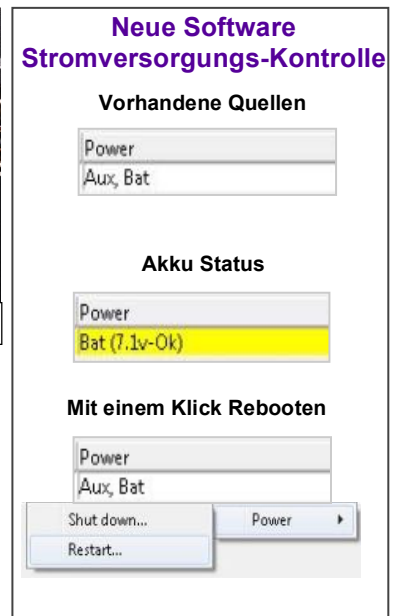 Neue Software
Stromversorgungs-Kontrolle
Vorhandene Quellen
Power
Aux, Bat
Akku Status
Power
Bat (7.1v-Ok)
Mit einem Klick Rebooten
Power
Aux, Bat
Shut down... Power
Restart...